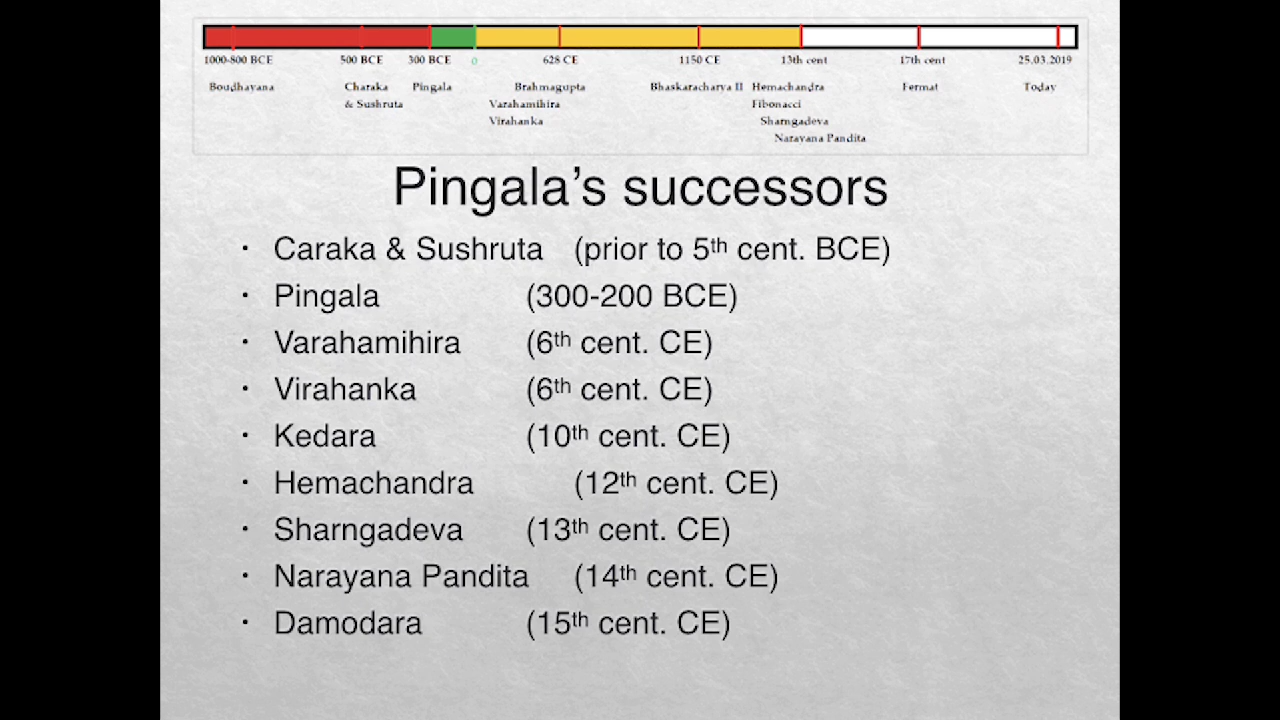 1000-800 BCE 500 BCE 300 BCE 0 628 CE 1150 CE 13th cent 17th cent 25.03.2019
Boudhayana Charaka Pingala Brahmagupta Bhaskaracharya II Hemachandra Fermat Today
& Sushruta Varahamihira Fibonacci
Virahanka Sharngadeva
Narayana Pandita
Pingala’s successors
· Caraka & Sushruta (prior to 5th cent. BCE)
· Pingala (300-200 BCE)
· Varahamihira (6th cent. CE)
· Virahanka (6th cent. CE)
· Kedara (10th cent. CE)
· Hemachandra (12th cent. CE)
· Sharngadeva (13th cent. CE)
· Narayana Pandita (14th cent. CE)
· Damodara (15th cent. CE)